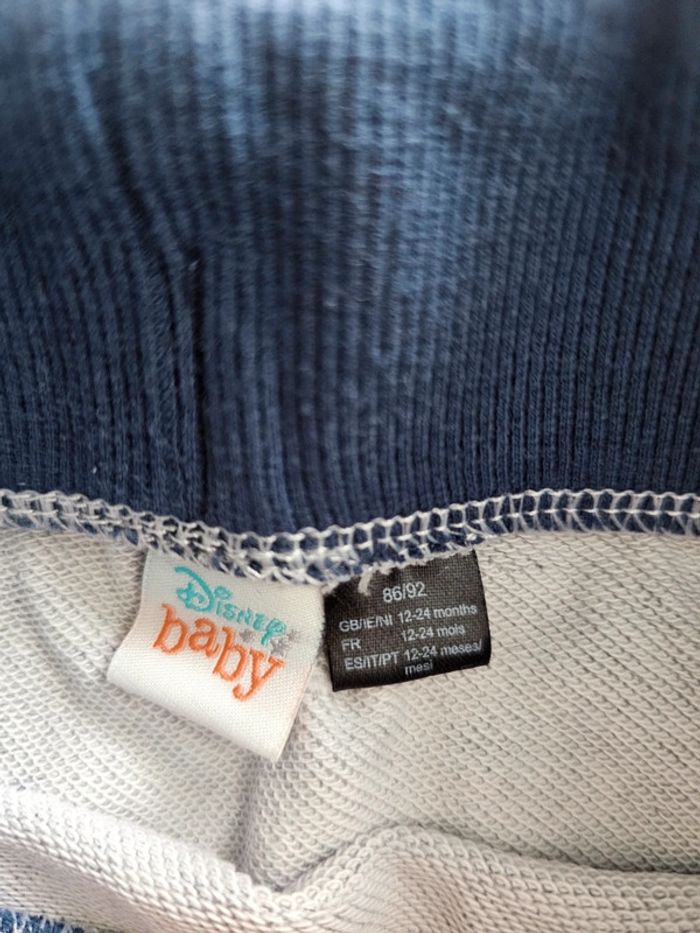 Disney
baby
86/92
GB/IE/NI 12-24 months
FR 12-24 mois
ES/IT/PT 12-24 meses/
mesi